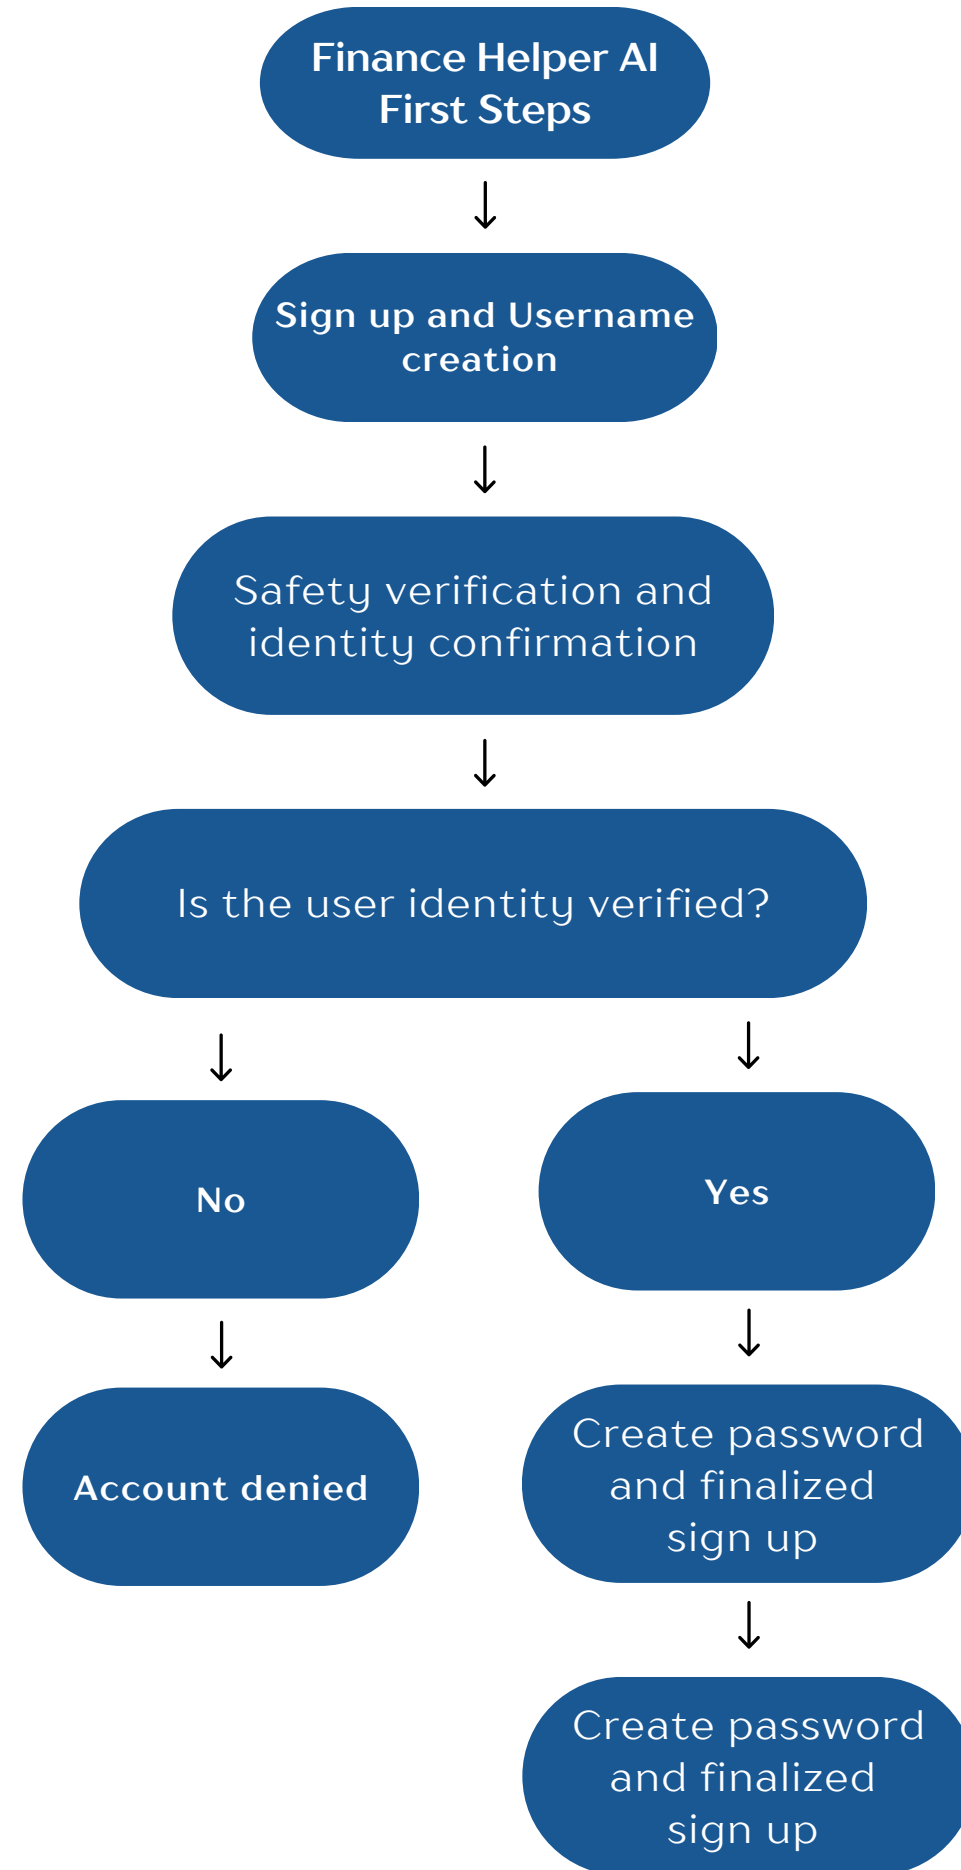 Finance Helper AI
First Steps
Sign up and Username
creation
Safety verification and
identity confirmation
Is the user identity verified?
No
Yes
Account denied
Create password
and finalized
sign up
Create password
and finalized
sign up